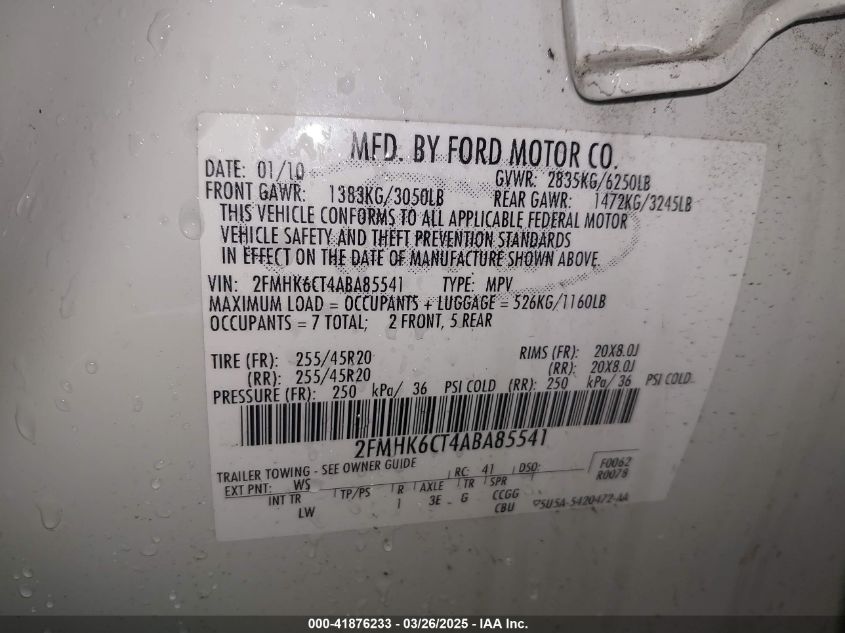 MFD. BY FORD MOTOR CO.
DATE: 01/10 GVWR: 2835KG/6250LB
FRONT GAWR: 1383KG/3050LB REAR GAWR: 1472KG/3245LB
THIS VEHICLE CONFORMS TO ALL APPLICABLE FEDERAL MOTOR
VEHICLE SAFETY AND THEFT PREVENTION STANDARDS
IN EFFECT ON THE DATE OF MANUFACTURE SHOWN ABOVE.
VIN: 2FMHK6CT4ABA85541 TYPE: MPV
MAXIMUM LOAD = OCCUPANTS + LUGGAGE = 526KG/1160LB
OCCUPANTS = 7 TOTAL; 2 FRONT, 5 REAR
TIRE (FR): 255/45R20 RIMS (FR): 20X8.0J
(RR): 255/45R20 (RR): 20X8.0J
PRESSURE (FR): 250 kPa/ 36 PSI COLD (RR): 250 kPa/ 36 PSI COLD
2FMHK6CT4ABA85541
TRAILER TOWING - SEE OWNER GUIDE
EXT PNT: WS RC: 41 DSO: F0062
R0078
INT TR TP/PS R AXLE TR SPR
LW 1 3E G CCGG
CBU 5U5A-5420472-AA
000-41876233 - 03/26/2025 - IAA Inc.